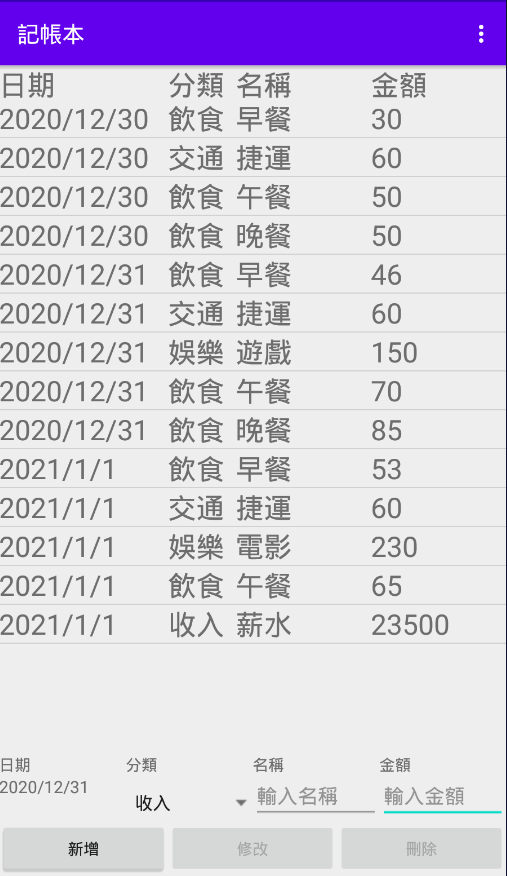 記帳本
日期 分類 名稱 金額
2020/12/30 飲食 早餐 30
2020/12/30 交通 捷運 60
2020/12/30 飲食 午餐 50
2020/12/30 飲食 晚餐 50
2020/12/31 飲食 早餐 46
2020/12/31 交通 捷運 60
2020/12/31 娛樂 遊戲 150
2020/12/31 飲食 午餐 70
2020/12/31 飲食 晚餐 85
2021/1/1 飲食 早餐 53
2021/1/1 交通 捷運 60
2021/1/1 娛樂 電影 230
2021/1/1 飲食 午餐 65
2021/1/1 收入 薪水 23500
日期 分類 名稱 金額
2020/12/31 收入 輸入名稱 輸入金額
新增 修改 刪除